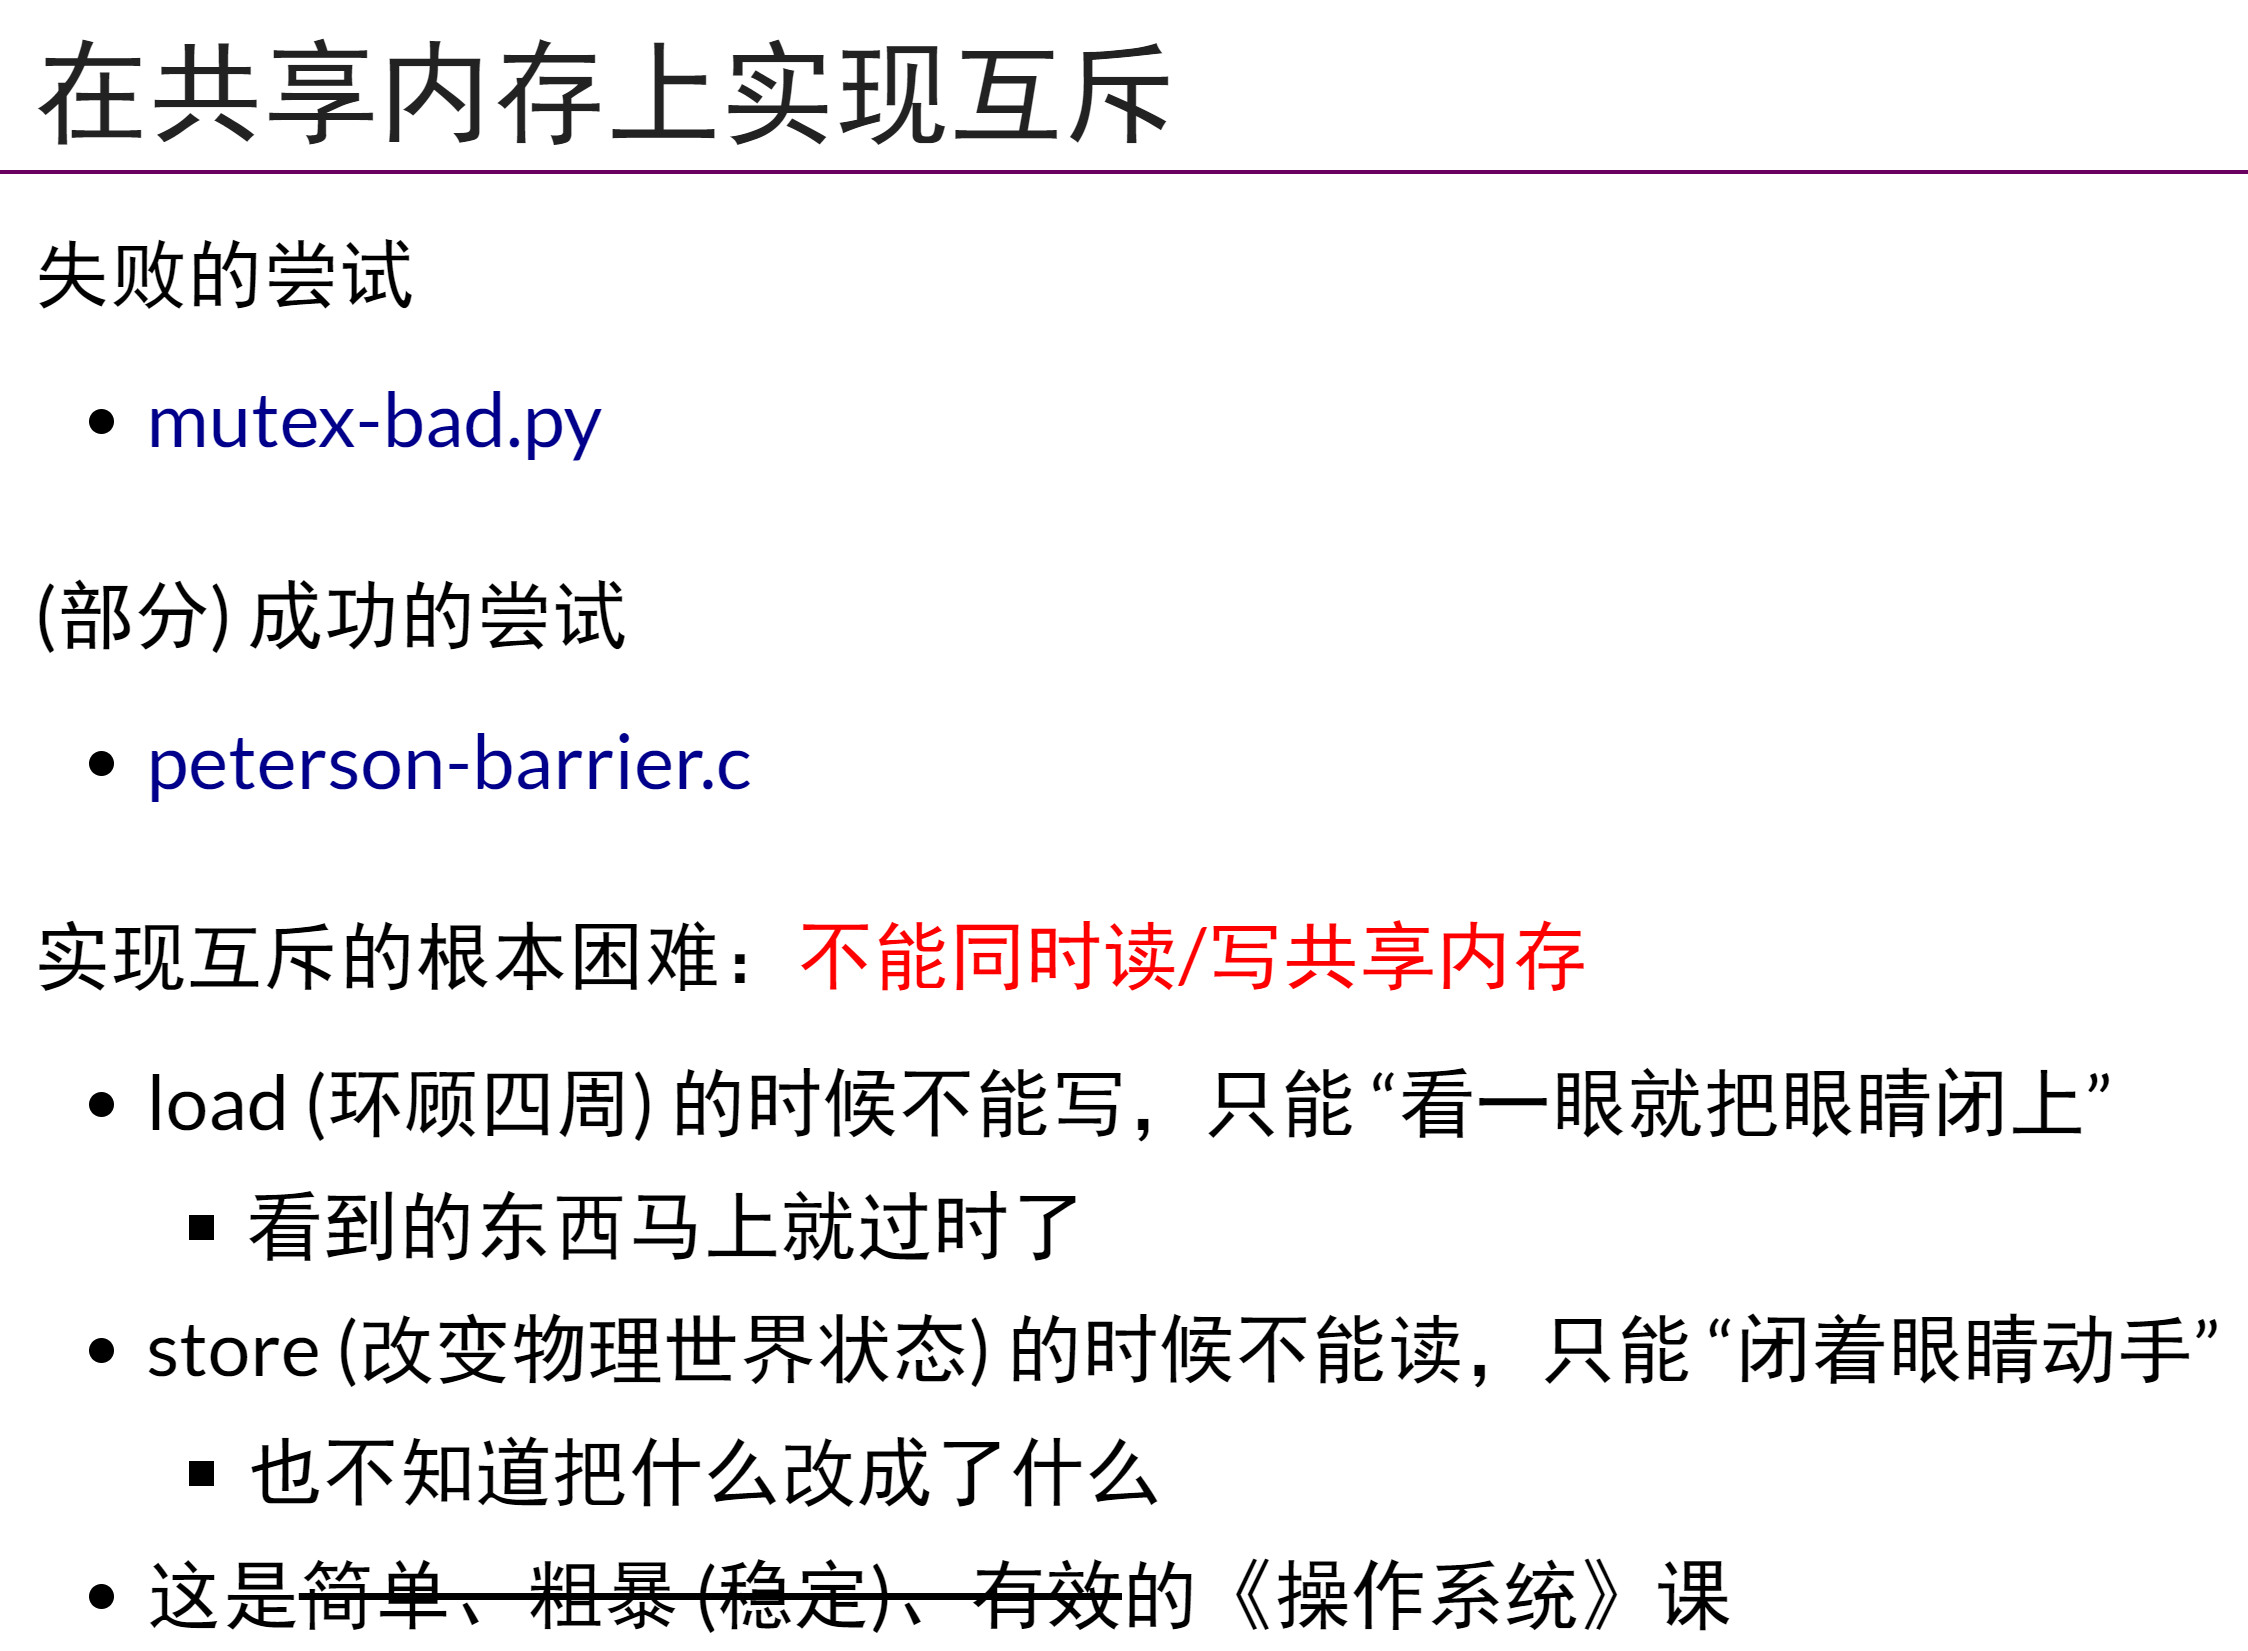 在共享内存上实现互斥
失败的尝试
• mutex-bad.py
(部分) 成功的尝试
• peterson-barrier.c
实现互斥的根本困难：不能同时读/写共享内存
• load (环顾四周) 的时候不能写，只能 “看一眼就把眼睛闭上”
▪ 看到的东西马上就过时了
• store (改变物理世界状态) 的时候不能读，只能 “闭着眼睛动手”
▪ 也不知道把什么改成了什么
• 这是简单、粗暴 (稳定)、有效的《操作系统》课